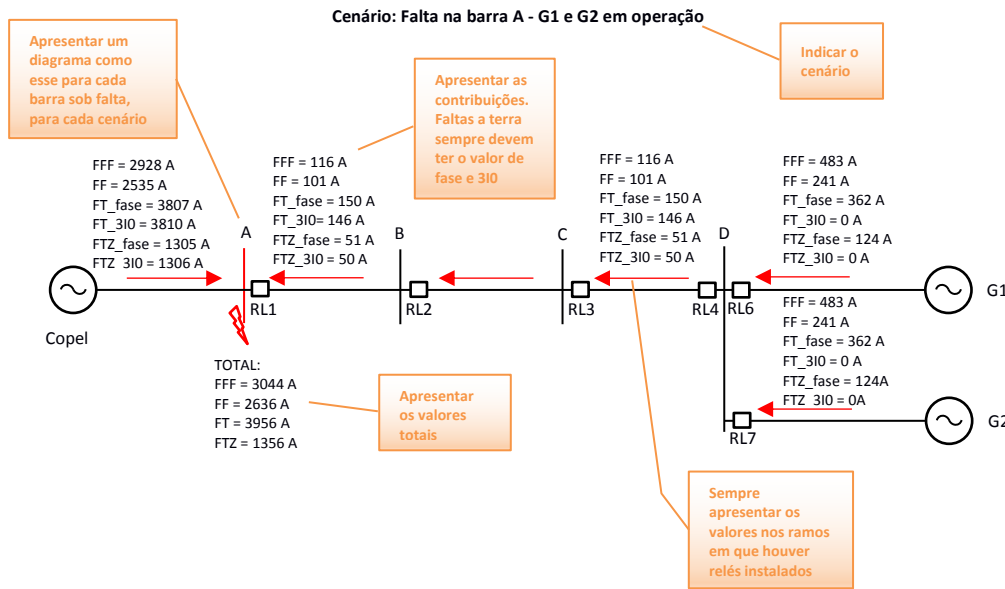 Cenário: Falta na barra A - G1 e G2 em operação
Apresentar um
diagrama como
esse para cada
barra sob falta,
para cada cenário
Apresentar as
contribuições.
Faltas a terra
sempre devem
ter o valor de
fase e 3I0
Indicar o
cenário
FFF = 2928 A
FF = 2535 A
FT_fase = 3807 A
FT_3I0 = 3810 A
FTZ_fase = 1305 A
FTZ_3I0 = 1306 A
FFF = 116 A
FF = 101 A
FT_fase = 150 A
FT_3I0= 146 A
FTZ_fase = 51 A
FTZ_3I0 = 50 A
FFF = 116 A
FF = 101 A
FT_fase = 150 A
FT_3I0= 146 A
FTZ_fase = 51 A
FTZ_3I0 = 50 A
FFF = 483 A
FF = 241 A
FT_fase = 362 A
FT_3I0 = 0 A
FTZ_fase = 124 A
FTZ_3I0 = 0 A
A
B
C
D
Copel
RL1
RL2
RL3
RL4
RL6
G1
FFF = 483 A
FF = 241 A
FT_fase = 362 A
FT_3I0 = 0 A
FTZ_fase = 124A
FTZ_3I0 = 0A
RL7
G2
TOTAL:
FFF = 3044 A
FF = 2636 A
FT = 3956 A
FTZ = 1356 A
Apresentar
os valores
totais
Sempre
apresentar os
valores nos ramos
em que houver
relés instalados